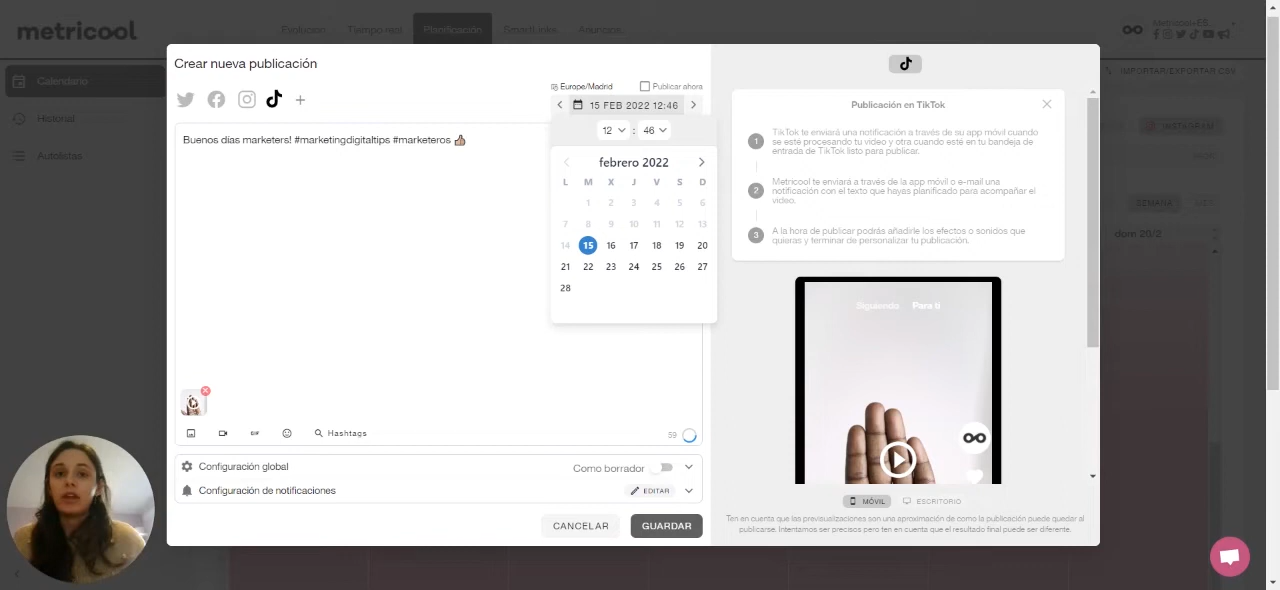 metricool
Evolución
Tiempo real
Planificación
SmartLinks
Anuncios
Metricool+ES...
Calendario
Historial
Autolistas
IMPORTAR/EXPORTAR CSV
INSTAGRAM
SEMANA
MES
dom 20/2
Crear nueva publicación
Europe/Madrid
Publicar ahora
15 FEB 2022 12:46
12 : 46
febrero 2022
L M X J V S D
1 2 3 4 5 6
7 8 9 10 11 12 13
14 15 16 17 18 19 20
21 22 23 24 25 26 27
28
Buenos días marketers! #marketingdigitaltips #marketeros 👍🏽
GIF
Hashtags
59
Configuración global
Como borrador
Configuración de notificaciones
EDITAR
CANCELAR
GUARDAR
Publicación en TikTok
1
TikTok te enviará una notificación a través de su app móvil cuando
se esté procesando tu video y otra cuando esté en tu bandeja de
entrada de TikTok listo para publicar.
2
Metricool te enviará a través de la app móvil o e-mail una
notificación con el texto que hayas planificado para acompañar el
video.
3
A la hora de publicar podrás añadirle los efectos o sonidos que
quieras y terminar de personalizar tu publicación.
Siguiendo
Para ti
MÓVIL
ESCRITORIO
Ten en cuenta que las previsualizaciones son una aproximación de como la publicación puede quedar al
publicarse. Intentamos ser precisos pero ten en cuenta que el resultado final puede ser diferente.